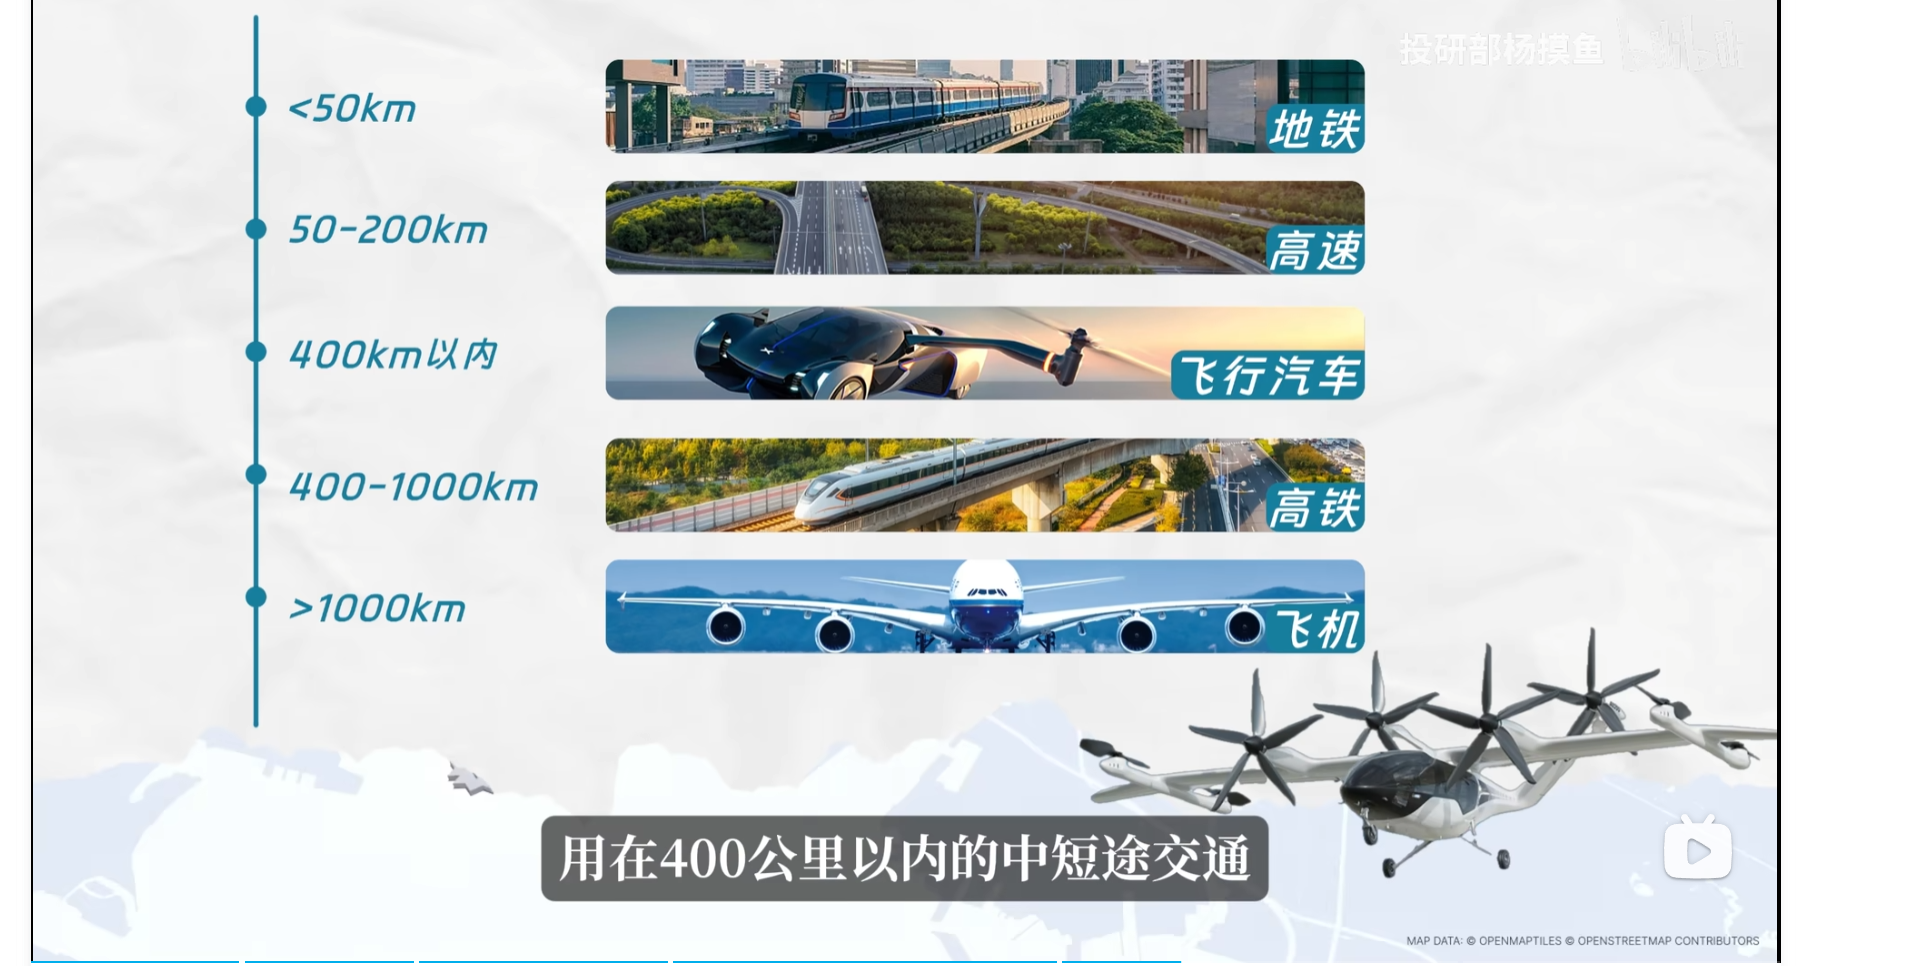 投研部杨摸鱼 bilibili
<50km
地铁
50-200km
高速
400km以内
飞行汽车
400-1000km
高铁
>1000km
飞机
用在400公里以内的中短途交通
MAP DATA: © OPENMAPTILES © OPENSTREETMAP CONTRIBUTORS